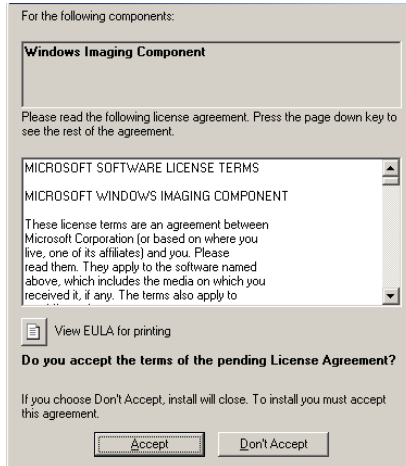 For the following components:
Windows Imaging Component
Please read the following license agreement. Press the page down key to
see the rest of the agreement.
MICROSOFT SOFTWARE LICENSE TERMS
MICROSOFT WINDOWS IMAGING COMPONENT
These license terms are an agreement between
Microsoft Corporation (or based on where you
live, one of its affiliates) and you. Please
read them. They apply to the software named
above, which includes the media on which you
received it, if any. The terms also apply to
View EULA for printing
Do you accept the terms of the pending License Agreement?
If you choose Don't Accept, install will close. To install you must accept
this agreement.
Accept
Don't Accept